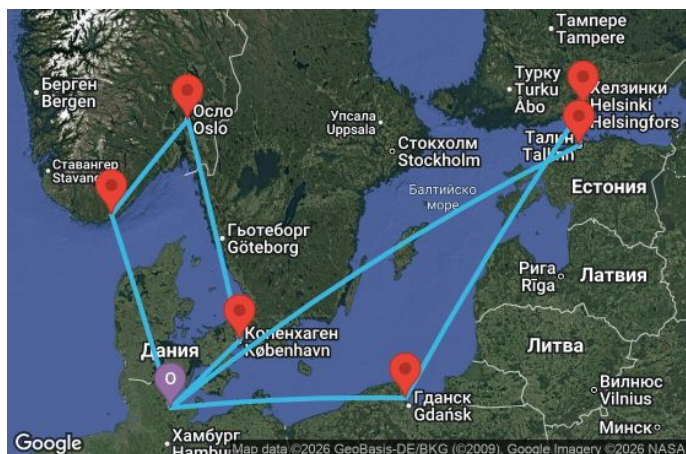 Тампере
Tampere
Берген
Bergen
Осло
Oslo
Турку
Turku
Åbo
Хелзинки
Helsinki
Helsingfors
Упсала
Uppsala
Талин
Tallinn
Стокхолм
Stockholm
Ставангер
Балтийско
море
Естония
Гьотеборг
Göteborg
Рига
Rīga
Латвия
Копенхаген
København
Дания
O
Литва
Гданск
Gdańsk
Вилнюс
Vilnius
Хамбург
Минск
Google
Map data ©2026 GeoBasis-DE/BKG (©2009), Google Imagery ©2026 NASA